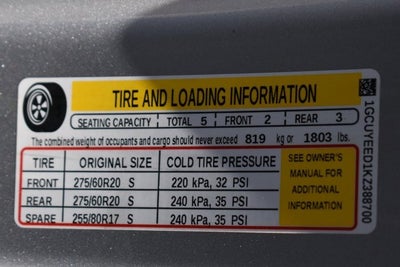 TIRE AND LOADING INFORMATION
SEATING CAPACITY TOTAL 5 FRONT 2 REAR 3
The combined weight of occupants and cargo should never exceed 819 kg or 1803 lbs.
TIRE ORIGINAL SIZE COLD TIRE PRESSURE
FRONT 275/60R20 S 220 kPa, 32 PSI
REAR 275/60R20 S 240 kPa, 35 PSI
SPARE 255/80R17 S 240 kPa, 35 PSI
SEE OWNER'S
MANUAL FOR
ADDITIONAL
INFORMATION
1GCUYEED1KZ388700